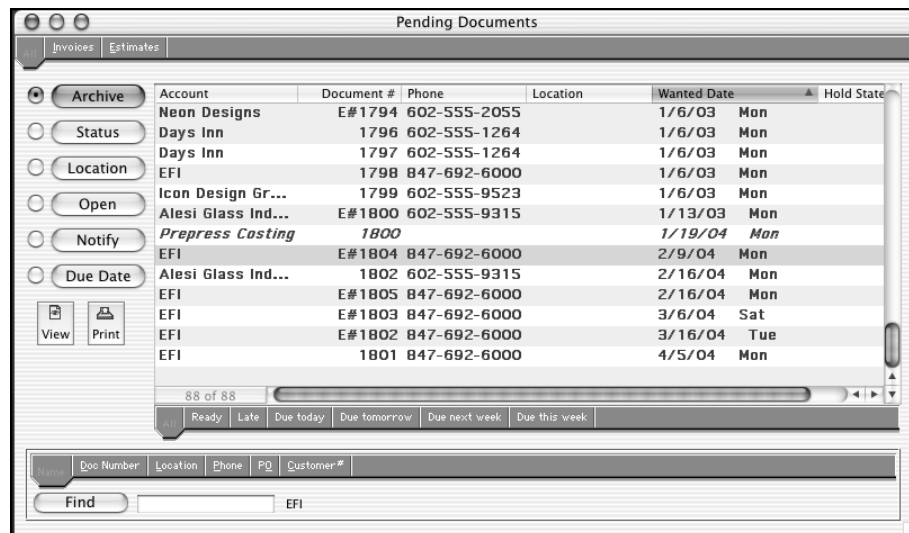 Pending Documents
All Invoices Estimates
Archive
Status
Location
Open
Notify
Due Date
View Print
Account Document # Phone Location Wanted Date Hold State
Neon Designs E#1794 602-555-2055 1/6/03 Mon
Days Inn 1796 602-555-1264 1/6/03 Mon
Days Inn 1797 602-555-1264 1/6/03 Mon
EFI 1798 847-692-6000 1/6/03 Mon
Icon Design Gr... 1799 602-555-9523 1/6/03 Mon
Alesi Glass Ind... E#1800 602-555-9315 1/13/03 Mon
Prepress Costing 1800 1/19/04 Mon
EFI E#1804 847-692-6000 2/9/04 Mon
Alesi Glass Ind... 1802 602-555-9315 2/16/04 Mon
EFI E#1805 847-692-6000 2/16/04 Mon
EFI E#1803 847-692-6000 3/6/04 Sat
EFI E#1802 847-692-6000 3/16/04 Tue
EFI 1801 847-692-6000 4/5/04 Mon
88 of 88
All Ready Late Due today Due tomorrow Due next week Due this week
Name Doc Number Location Phone PO Customer#
Find EFI